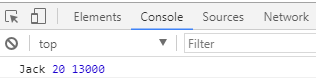 Elements Console Sources Network
top Filter
Jack 20 13000